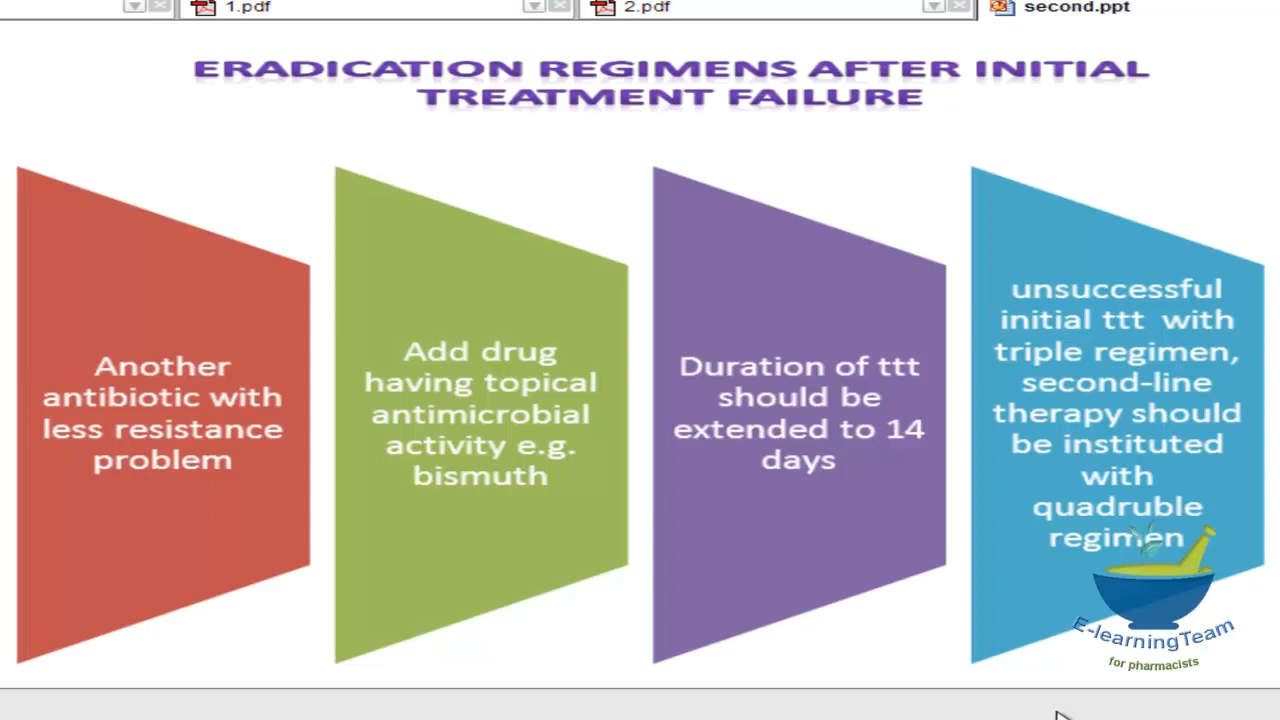 1.pdf
2.pdf
second.ppt
ERADICATION REGIMENS AFTER INITIAL
TREATMENT FAILURE
Another
antibiotic with
less resistance
problem
Add drug
having topical
antimicrobial
activity e.g.
bismuth
Duration of ttt
should be
extended to 14
days
unsuccessful
initial ttt with
triple regimen,
second-line
therapy should
be instituted
with
quadruble
regimen
E-learningTeam
for pharmacists